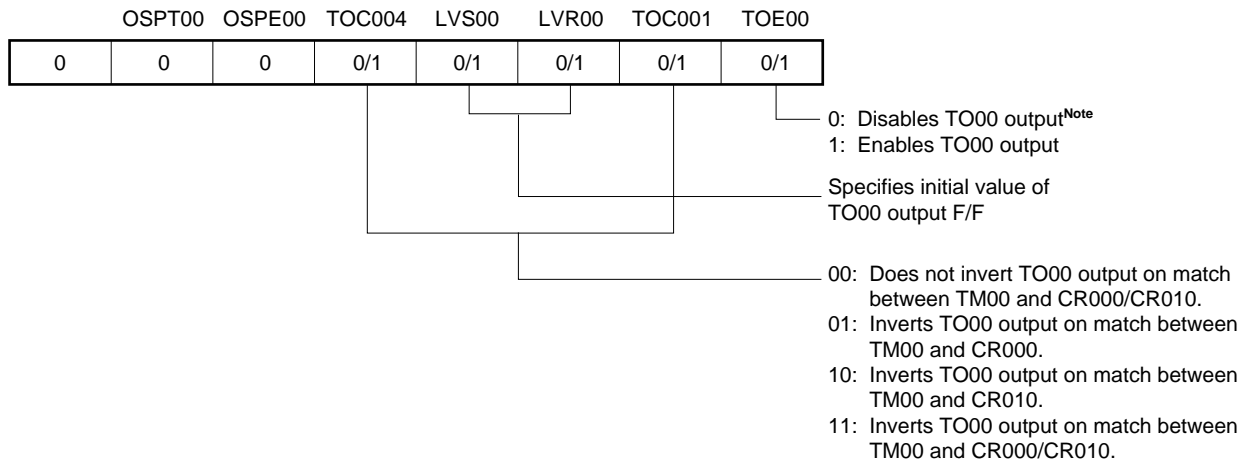 OSPT00 OSPE00 TOC004 LVS00 LVR00 TOC001 TOE00
0 0 0 0/1 0/1 0/1 0/1 0/1
0: Disables TO00 outputNote
1: Enables TO00 output
Specifies initial value of
TO00 output F/F
00: Does not invert TO00 output on match
between TM00 and CR000/CR010.
01: Inverts TO00 output on match between
TM00 and CR000.
10: Inverts TO00 output on match between
TM00 and CR010.
11: Inverts TO00 output on match between
TM00 and CR000/CR010.